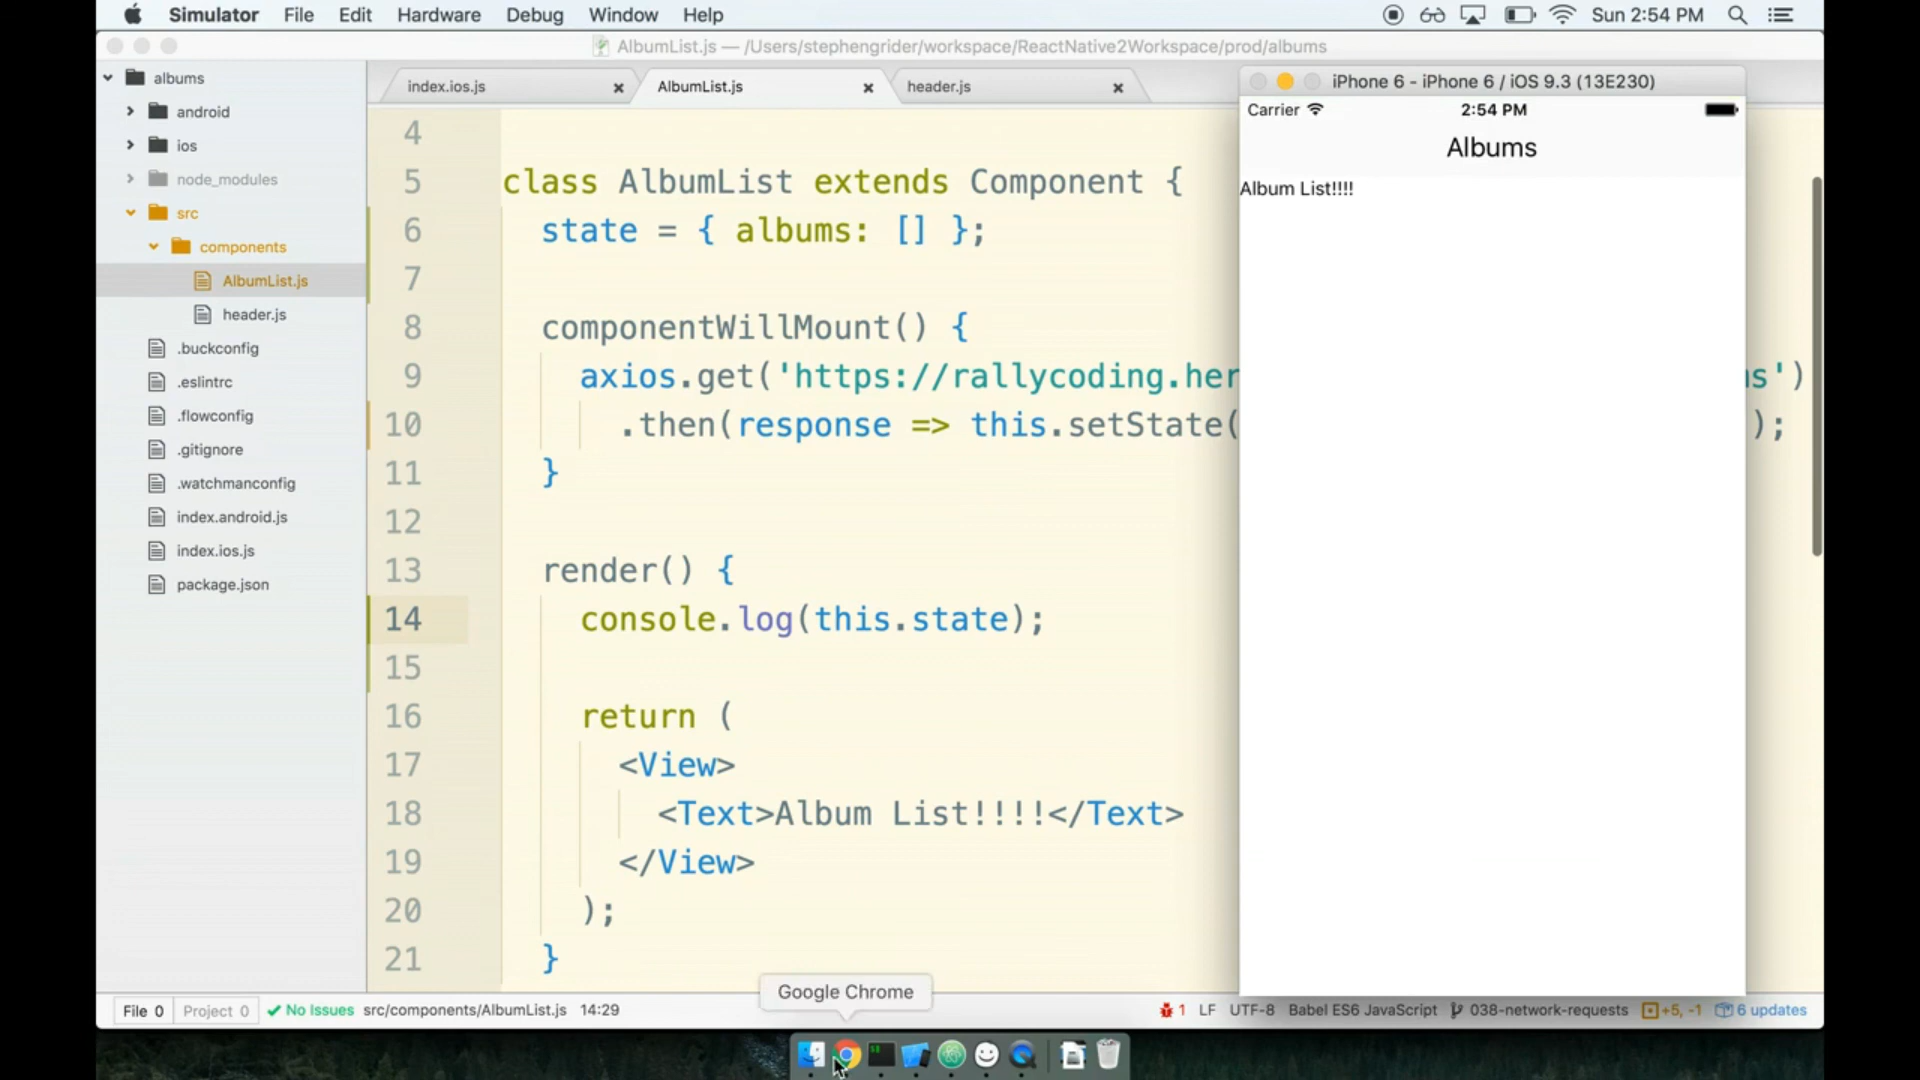 Simulator File Edit Hardware Debug Window Help Sun 2:54 PM
AlbumList.js — /Users/stephengrider/workspace/ReactNative2Workspace/prod/albums
albums
android
ios
node_modules
src
components
AlbumList.js
header.js
.buckconfig
.eslintrc
.flowconfig
.gitignore
.watchmanconfig
index.android.js
index.ios.js
package.json
index.ios.js AlbumList.js header.js
4
5 class AlbumList extends Component {
6 state = { albums: [] };
7
8 componentWillMount() {
9 axios.get('https://rallycoding.her s')
10 .then(response => this.setState( );
11 }
12
13 render() {
14 console.log(this.state);
15
16 return (
17 <View>
18 <Text>Album List!!!!</Text>
19 </View>
20 );
21 }
iPhone 6 - iPhone 6 / iOS 9.3 (13E230)
Carrier 2:54 PM
Albums
Album List!!!!
Google Chrome
File 0 Project 0 No Issues src/components/AlbumList.js 14:29 1 LF UTF-8 Babel ES6 JavaScript 038-network-requests +5, -1 6 updates